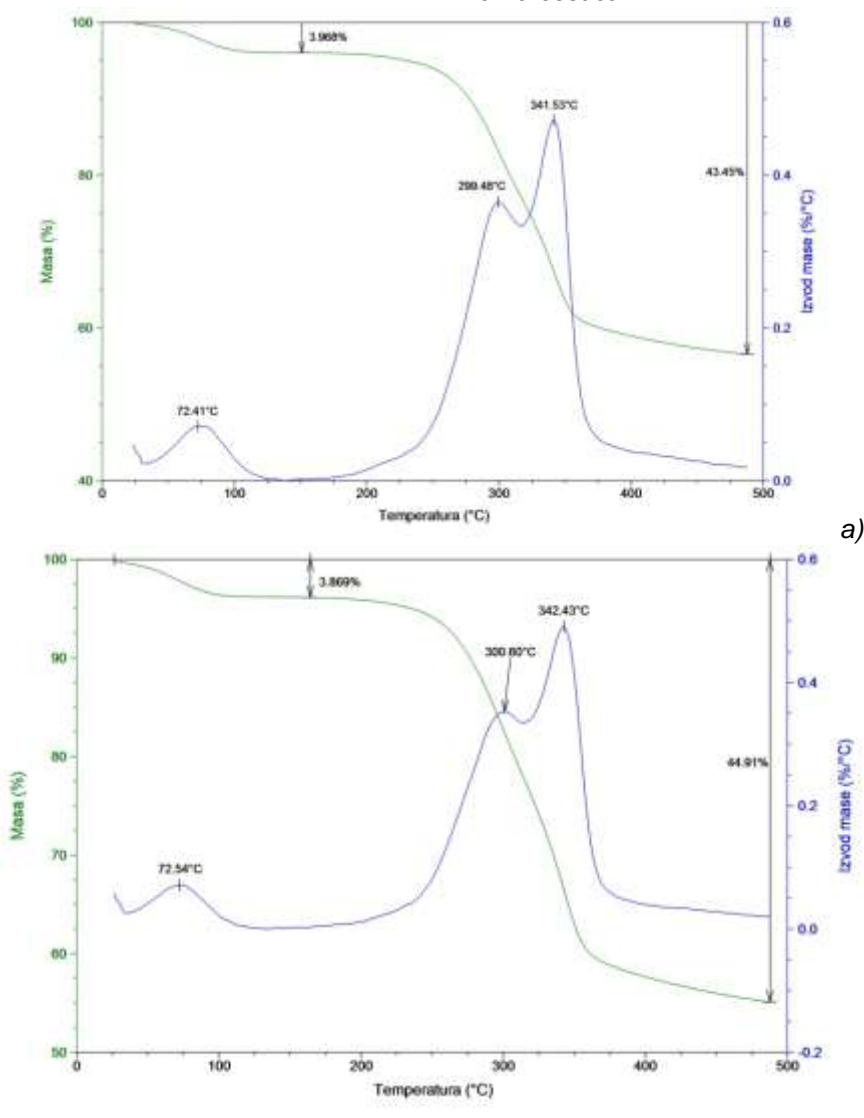 100
80
60
40
Masa (%)
3.968%
72.41°C
299.48°C
341.53°C
43.45%
0.6
0.4
0.2
0.0
Izvod mase (%/°C)
0
100
200
300
400
500
Temperatura (°C)
a)
100
90
80
70
60
50
Masa (%)
3.869%
72.54°C
300.80°C
342.43°C
44.91%
0.6
0.4
0.2
0.0
-0.2
Izvod mase (%/°C)
0
100
200
300
400
500
Temperatura (°C)